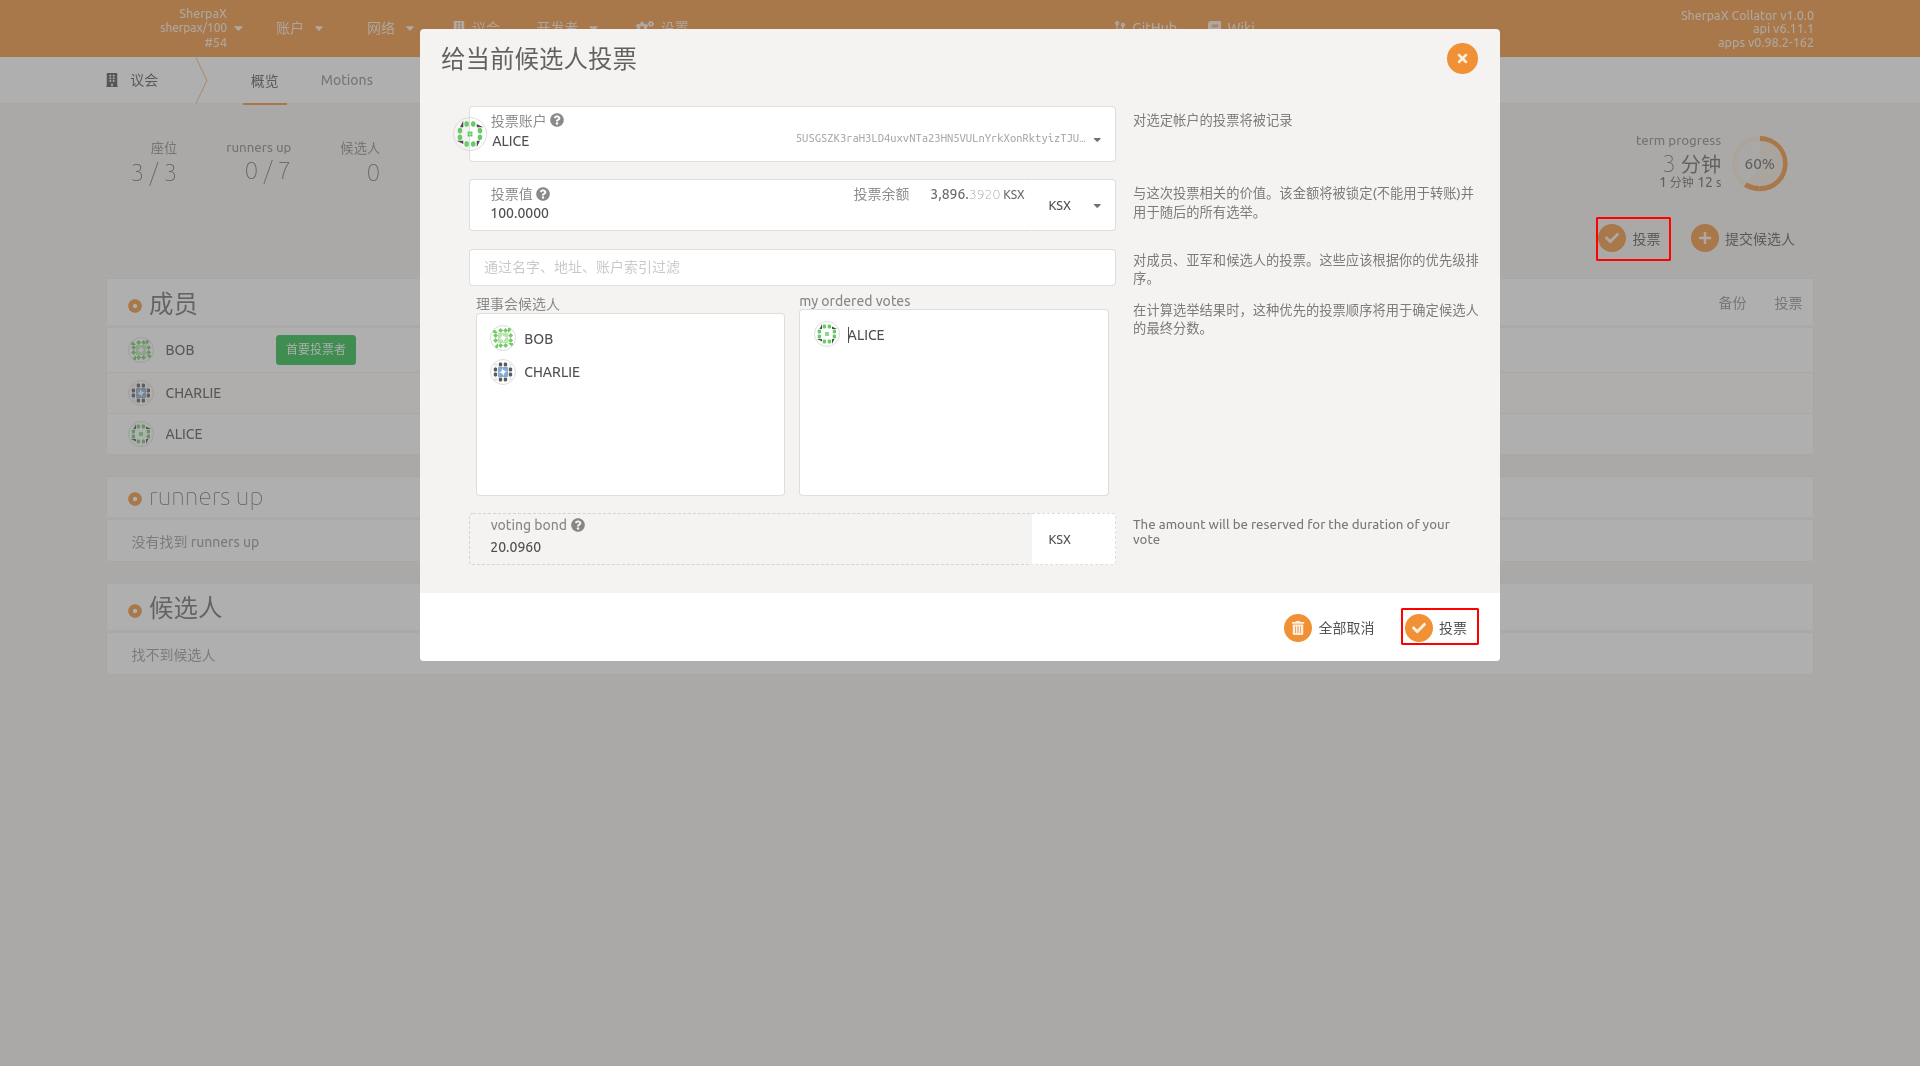 SherpaX
sherpax/100
#54
账户
网络
议会
开发者
设置
GitHub
Wiki
SherpaX Collator v1.0.0
api v6.11.1
apps v0.98.2-162
议会
概览
Motions
座位
3 / 3
runners up
0 / 7
候选人
0
term progress
3 分钟
1 分钟 12 s
60%
投票
提交候选人
成员
备份
投票
BOB
首要投票者
CHARLIE
ALICE
runners up
没有找到 runners up
候选人
找不到候选人
给当前候选人投票
投票账户
ALICE
5USGSZK3raH3LD4uxvNTa23HN5VULnYrkXonRktyizTJU…
对选定帐户的投票将被记录
投票值
100.0000
投票余额
3,896.3920 KSX
KSX
与这次投票相关的价值。该金额将被锁定(不能用于转账)并
用于随后的所有选举。
通过名字、地址、账户索引过滤
对成员、亚军和候选人的投票。这些应该根据你的优先级排
序。
理事会候选人
BOB
CHARLIE
my ordered votes
ALICE
在计算选举结果时，这种优先的投票顺序将用于确定候选人
的最终分数。
voting bond
20.0960
KSX
The amount will be reserved for the duration of your
vote
全部取消
投票